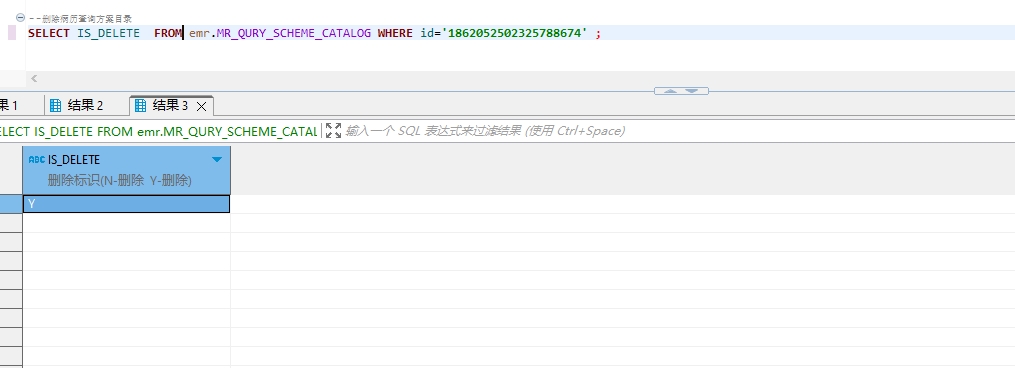 --删除病历查询方案目录
SELECT IS_DELETE FROM emr.MR_QURY_SCHEME_CATALOG WHERE id='1862052502325788674' ;
果 1 结果 2 结果 3
ELECT IS_DELETE FROM emr.MR_QURY_SCHEME_CATAL 输入一个 SQL 表达式来过滤结果 (使用 Ctrl+Space)
ABC IS_DELETE
删除标识(N-删除 Y-删除)
Y